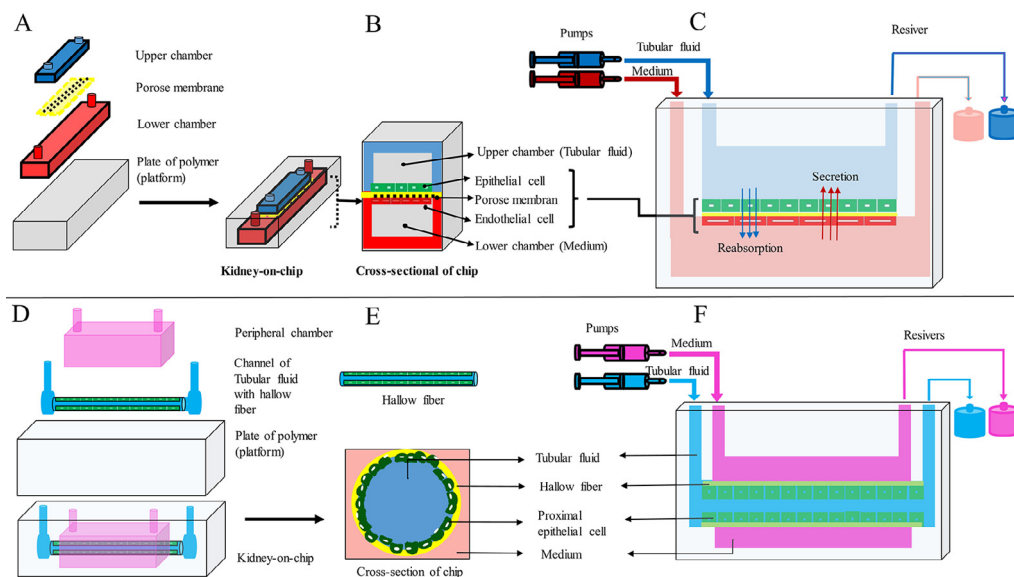 A
Upper chamber
Porose membrane
Lower chamber
Plate of polymer
(platform)
Kidney-on-chip
B
Upper chamber (Tubular fluid)
Epithelial cell
Porose membran
Endothelial cell
Lower chamber (Medium)
Cross-sectional of chip
C
Pumps
Tubular fluid
Medium
Resiver
Secretion
Reabsorption
D
Peripheral chamber
Channel of
Tubular fluid
with hallow
fiber
Plate of polymer
(platform)
Kidney-on-chip
E
Hallow fiber
Tubular fluid
Hallow fiber
Proximal
epithelial cell
Medium
Cross-section of chip
F
Pumps
Medium
Tubular fluid
Resivers